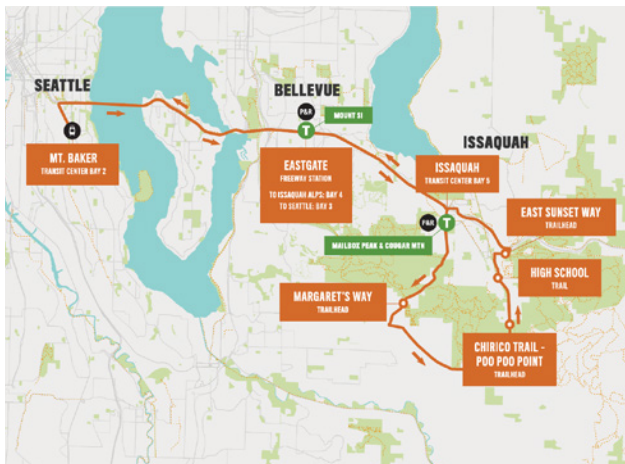 SEATTLE
MT. BAKER
TRANSIT CENTER BAY 2
BELLEVUE
P&R
T
MOUNT SI
EASTGATE
FREEWAY STATION
TO ISSAQUAH ALPS: BAY 4
TO SEATTLE: BAY 3
ISSAQUAH
ISSAQUAH
TRANSIT CENTER BAY 5
P&R
T
MAILBOX PEAK & COUGAR MTN
EAST SUNSET WAY
TRAILHEAD
HIGH SCHOOL
TRAIL
MARGARET'S WAY
TRAILHEAD
CHIRICO TRAIL -
POO POO POINT
TRAILHEAD